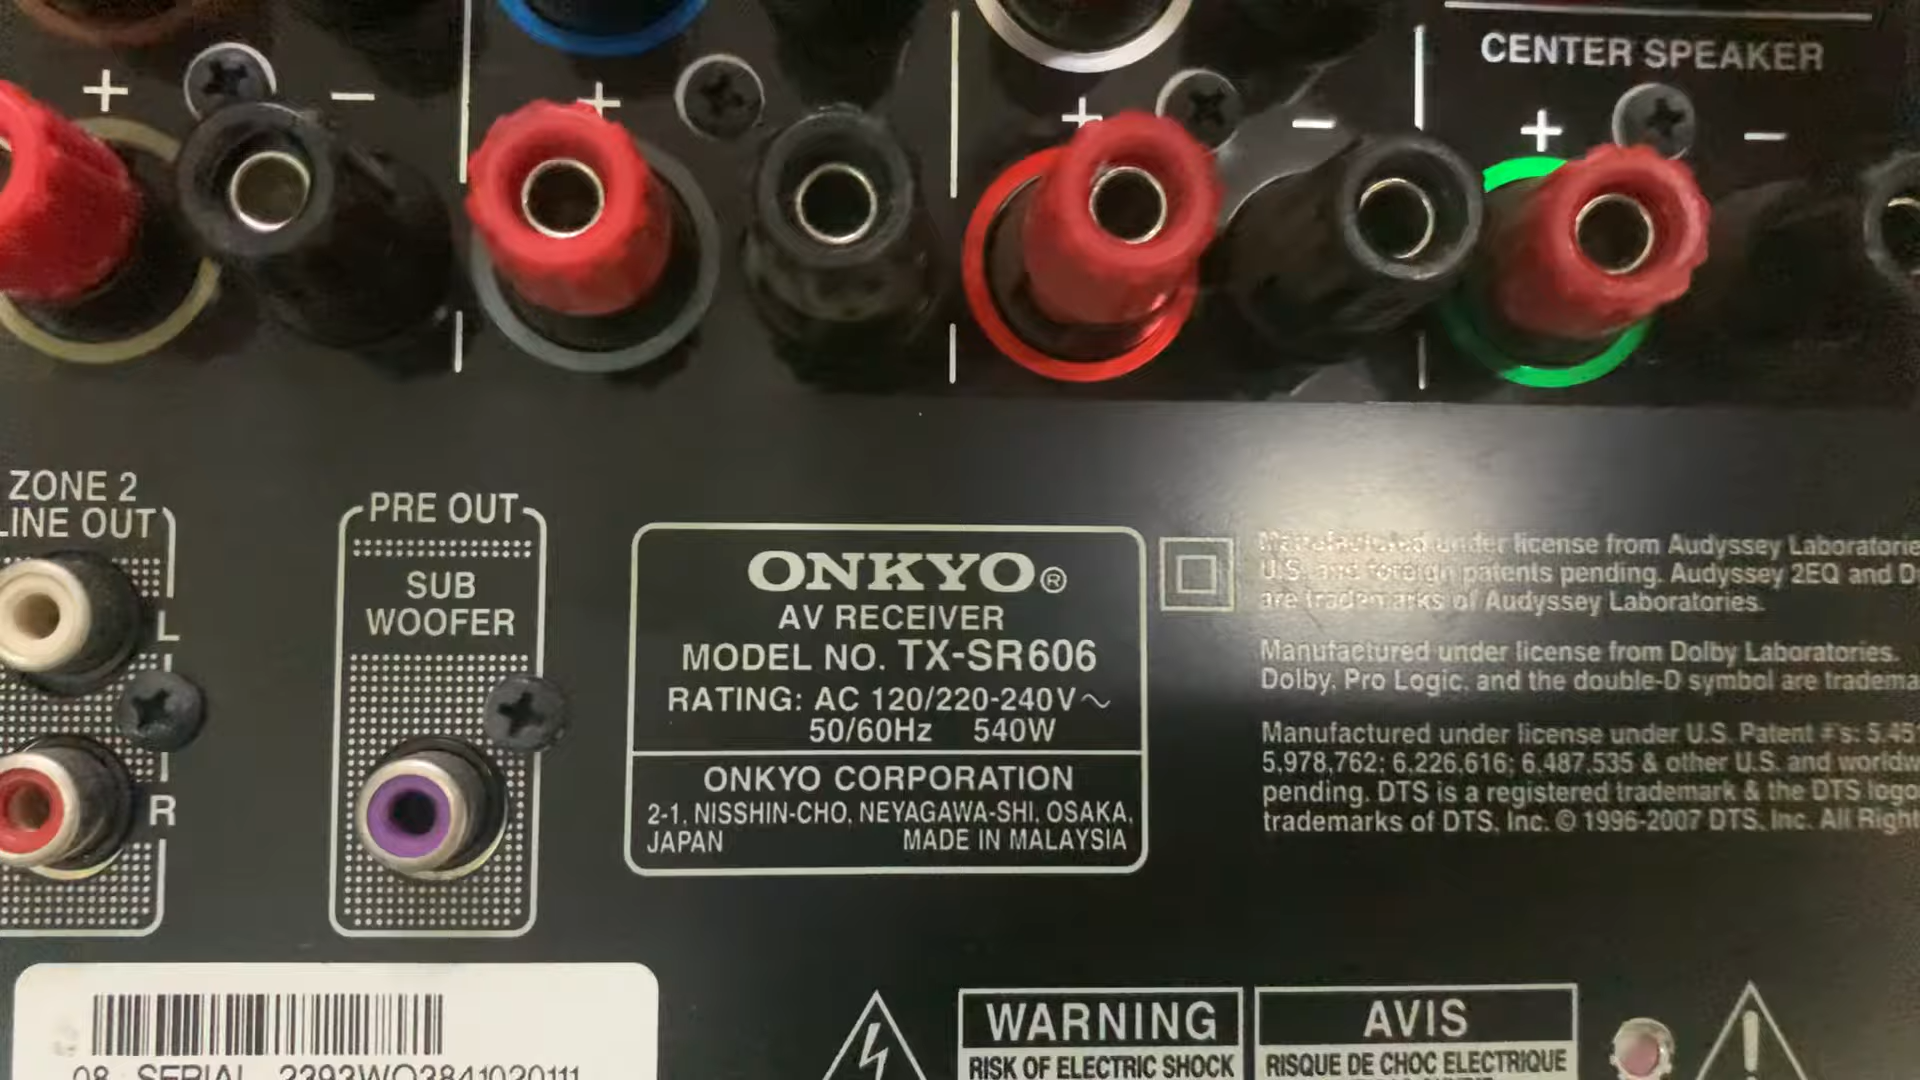 CENTER SPEAKER
+ −
+ −
+ −
+ −
ZONE 2
LINE OUT
L
R
PRE OUT
SUB
WOOFER
ONKYO®
AV RECEIVER
MODEL NO. TX-SR606
RATING: AC 120/220-240V～
50/60Hz 540W
ONKYO CORPORATION
2-1, NISSHIN-CHO, NEYAGAWA-SHI, OSAKA,
JAPAN MADE IN MALAYSIA
Manufactured under license from Audyssey
U.S. and foreign patents pending. Audyssey 2EQ and
are trademarks of Audyssey Laboratories.
Manufactured under license from Dolby Laboratories.
Dolby, Pro Logic, and the double-D symbol are
Manufactured under license under U.S. Patent #'s:
5,978,762; 6,226,616; 6,487,535 & other U.S. and
pending. DTS is a registered trademark & the DTS
trademarks of DTS, Inc. © 1996-2007 DTS, Inc. All
08 SERIAL
WARNING
RISK OF ELECTRIC SHOCK
AVIS
RISQUE DE CHOC ELECTRIQUE